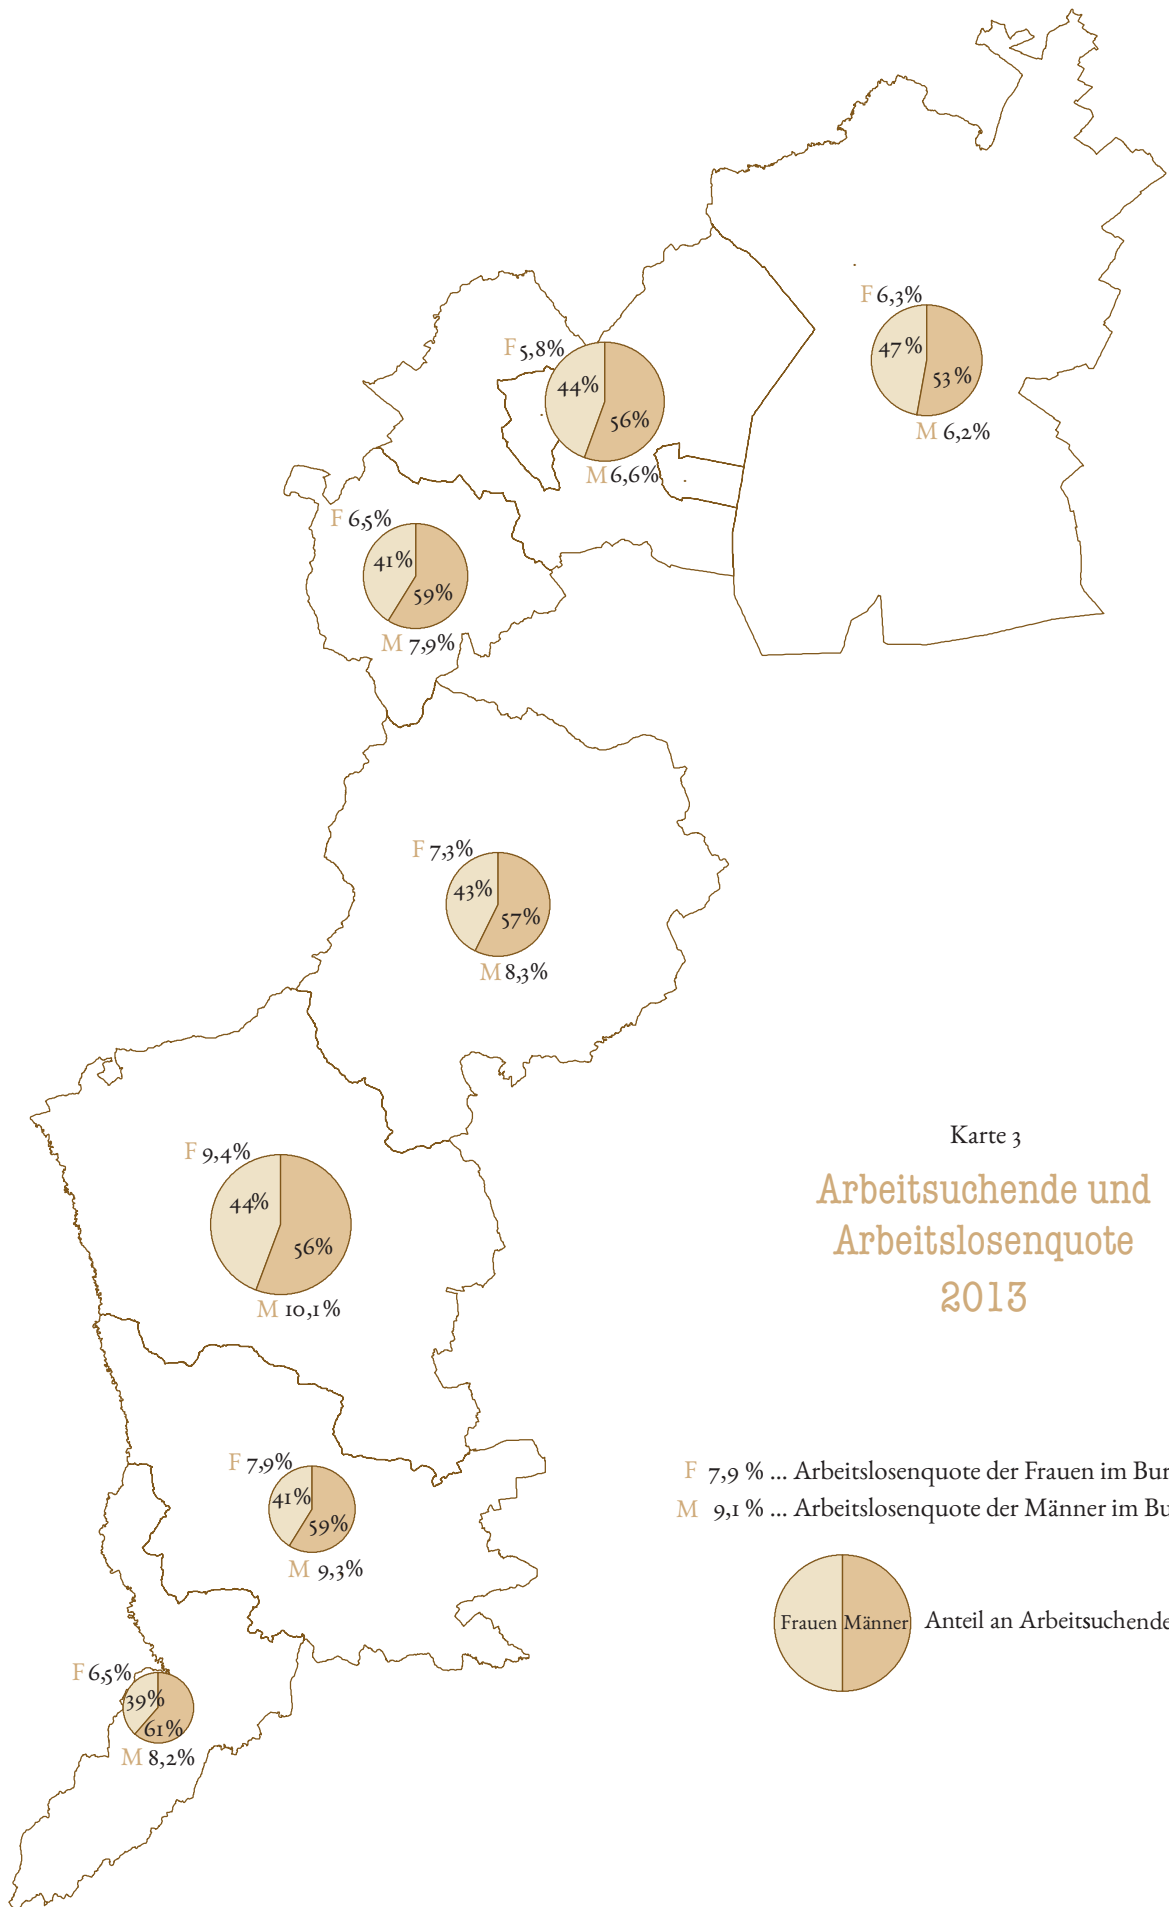 F 6,3%
47%
53%
M 6,2%
F 5,8%
44%
56%
M 6,6%
F 6,5%
41%
59%
M 7,9%
F 7,3%
43%
57%
M 8,3%
F 9,4%
44%
56%
M 10,1%
Karte 3
Arbeitsuchende und
Arbeitslosenquote
2013
F 7,9%
41%
59%
M 9,3%
F 7,9 % ... Arbeitslosenquote der Frauen im Bur
M 9,1 % ... Arbeitslosenquote der Männer im Bu
Frauen Männer Anteil an Arbeitsuchende
F 6,5%
39%
61%
M 8,2%